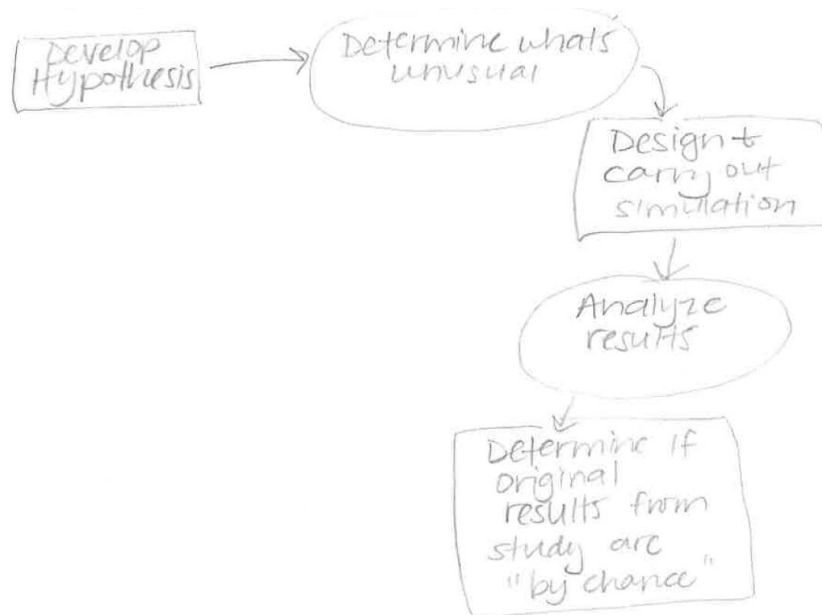 Develop
Hypothesis
Determine whats
unusual
Design +
carry out
simulation
Analyze
results
Determine if
original
results from
study are
"by chance"